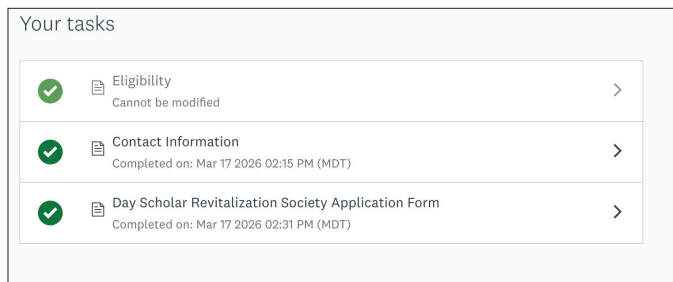 Your tasks
Eligibility
Cannot be modified
Contact Information
Completed on: Mar 17 2026 02:15 PM (MDT)
Day Scholar Revitalization Society Application Form
Completed on: Mar 17 2026 02:31 PM (MDT)